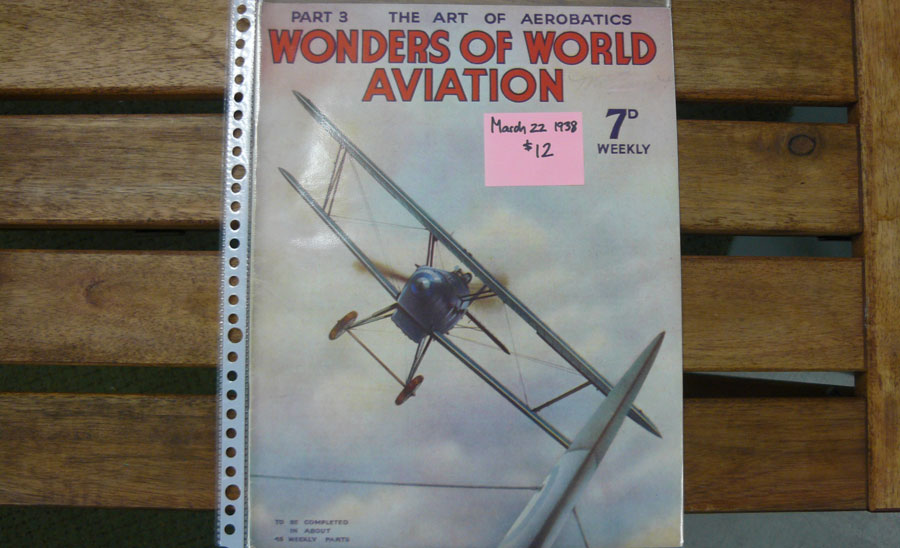 PART 3 THE ART OF AEROBATICS
WONDERS OF WORLD
AVIATION
March 22 1938
$12
7D
WEEKLY
TO BE COMPLETED
IN ABOUT
WEEKLY PARTS